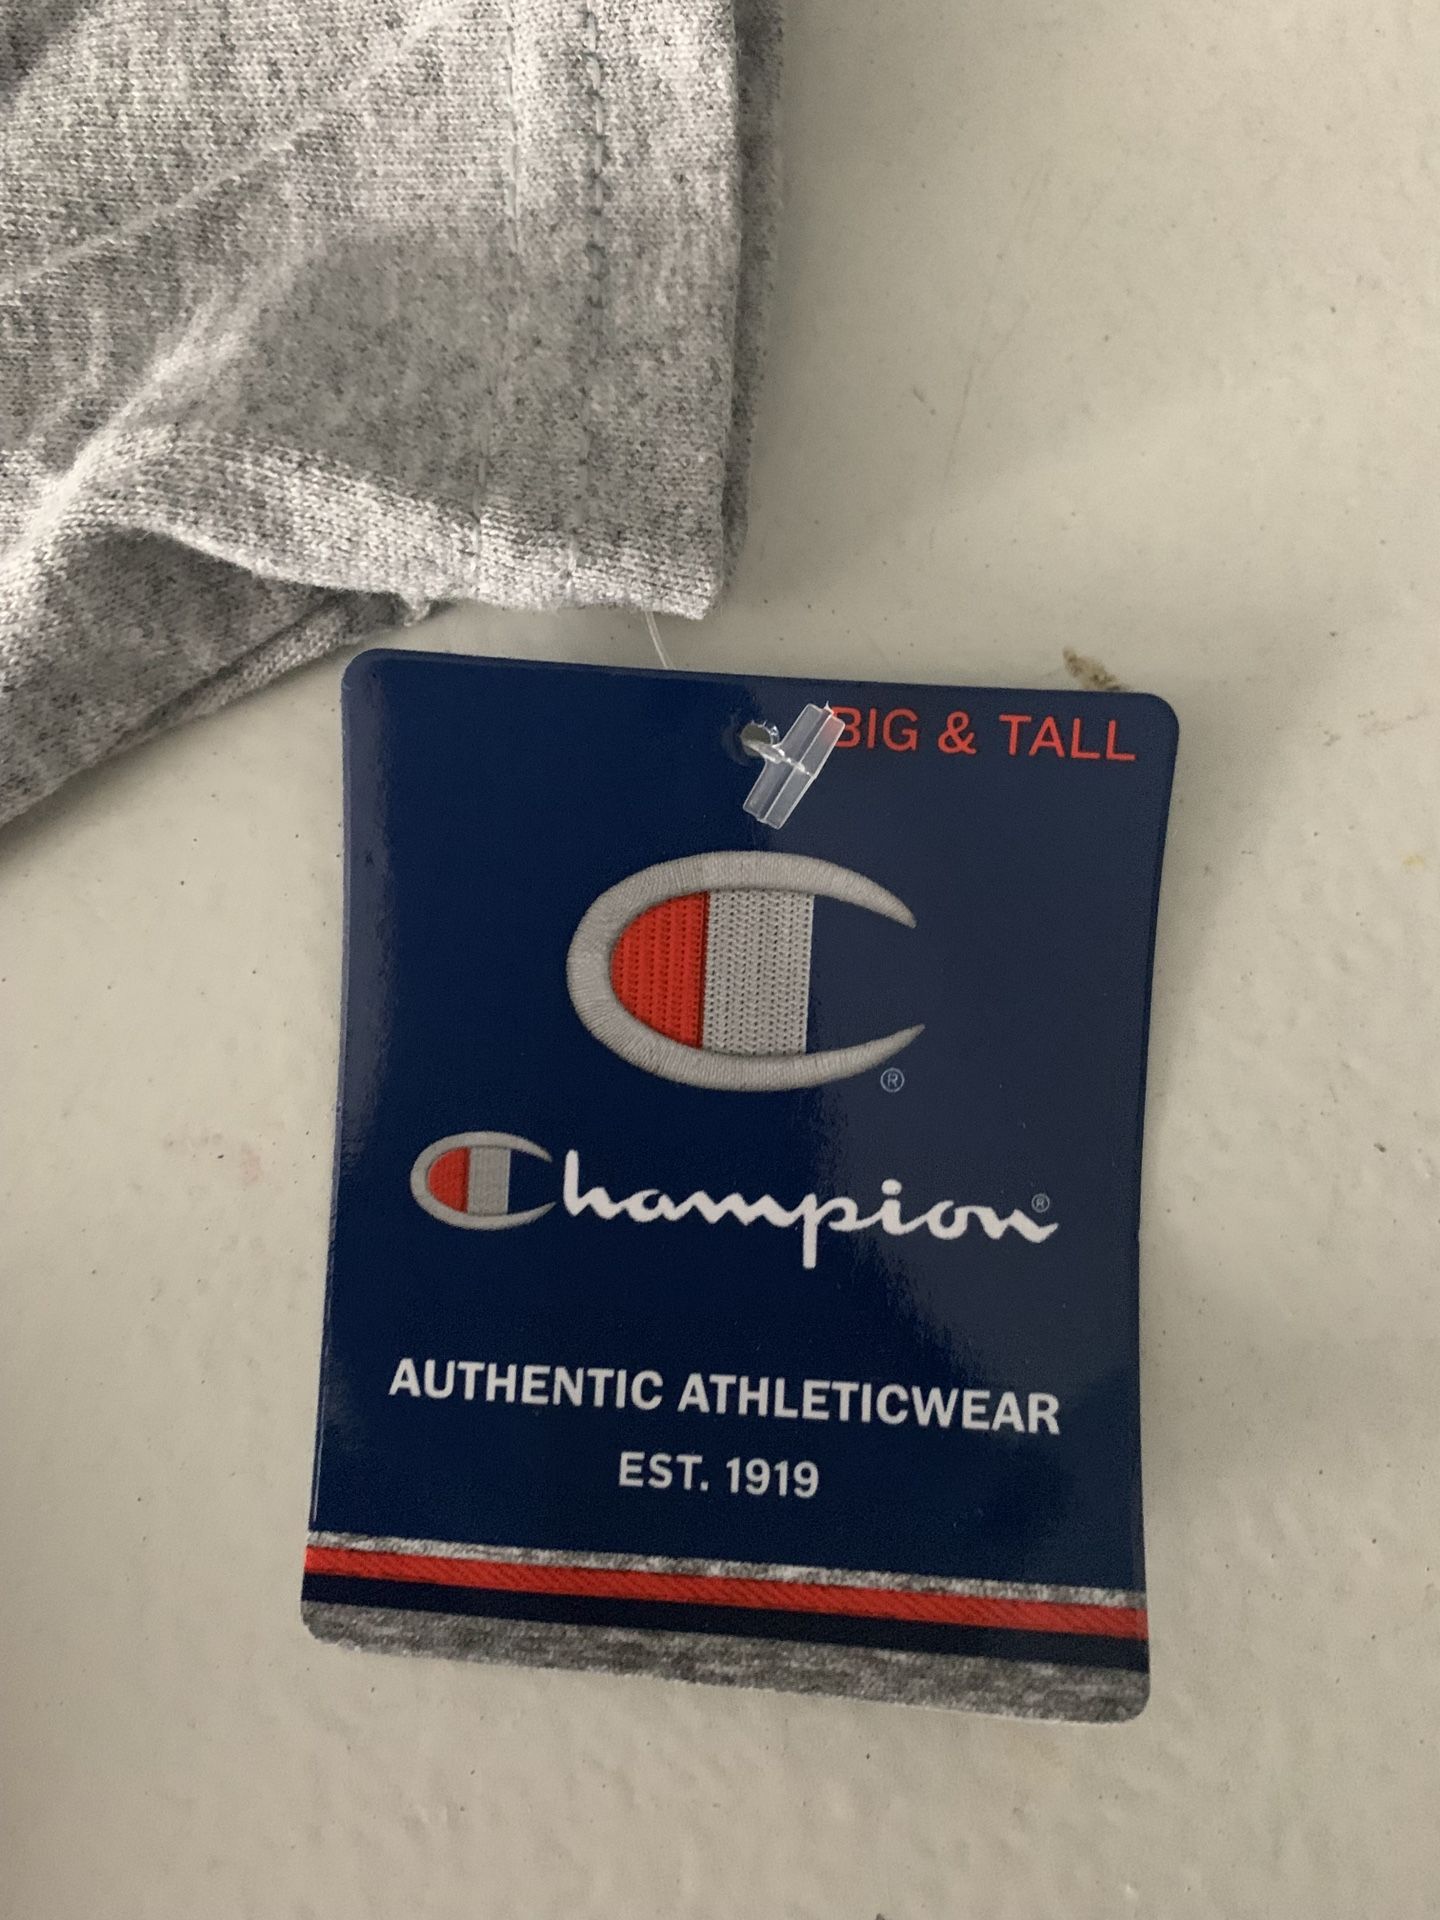 BIG & TALL
®
Champion®
AUTHENTIC ATHLETICWEAR
EST. 1919